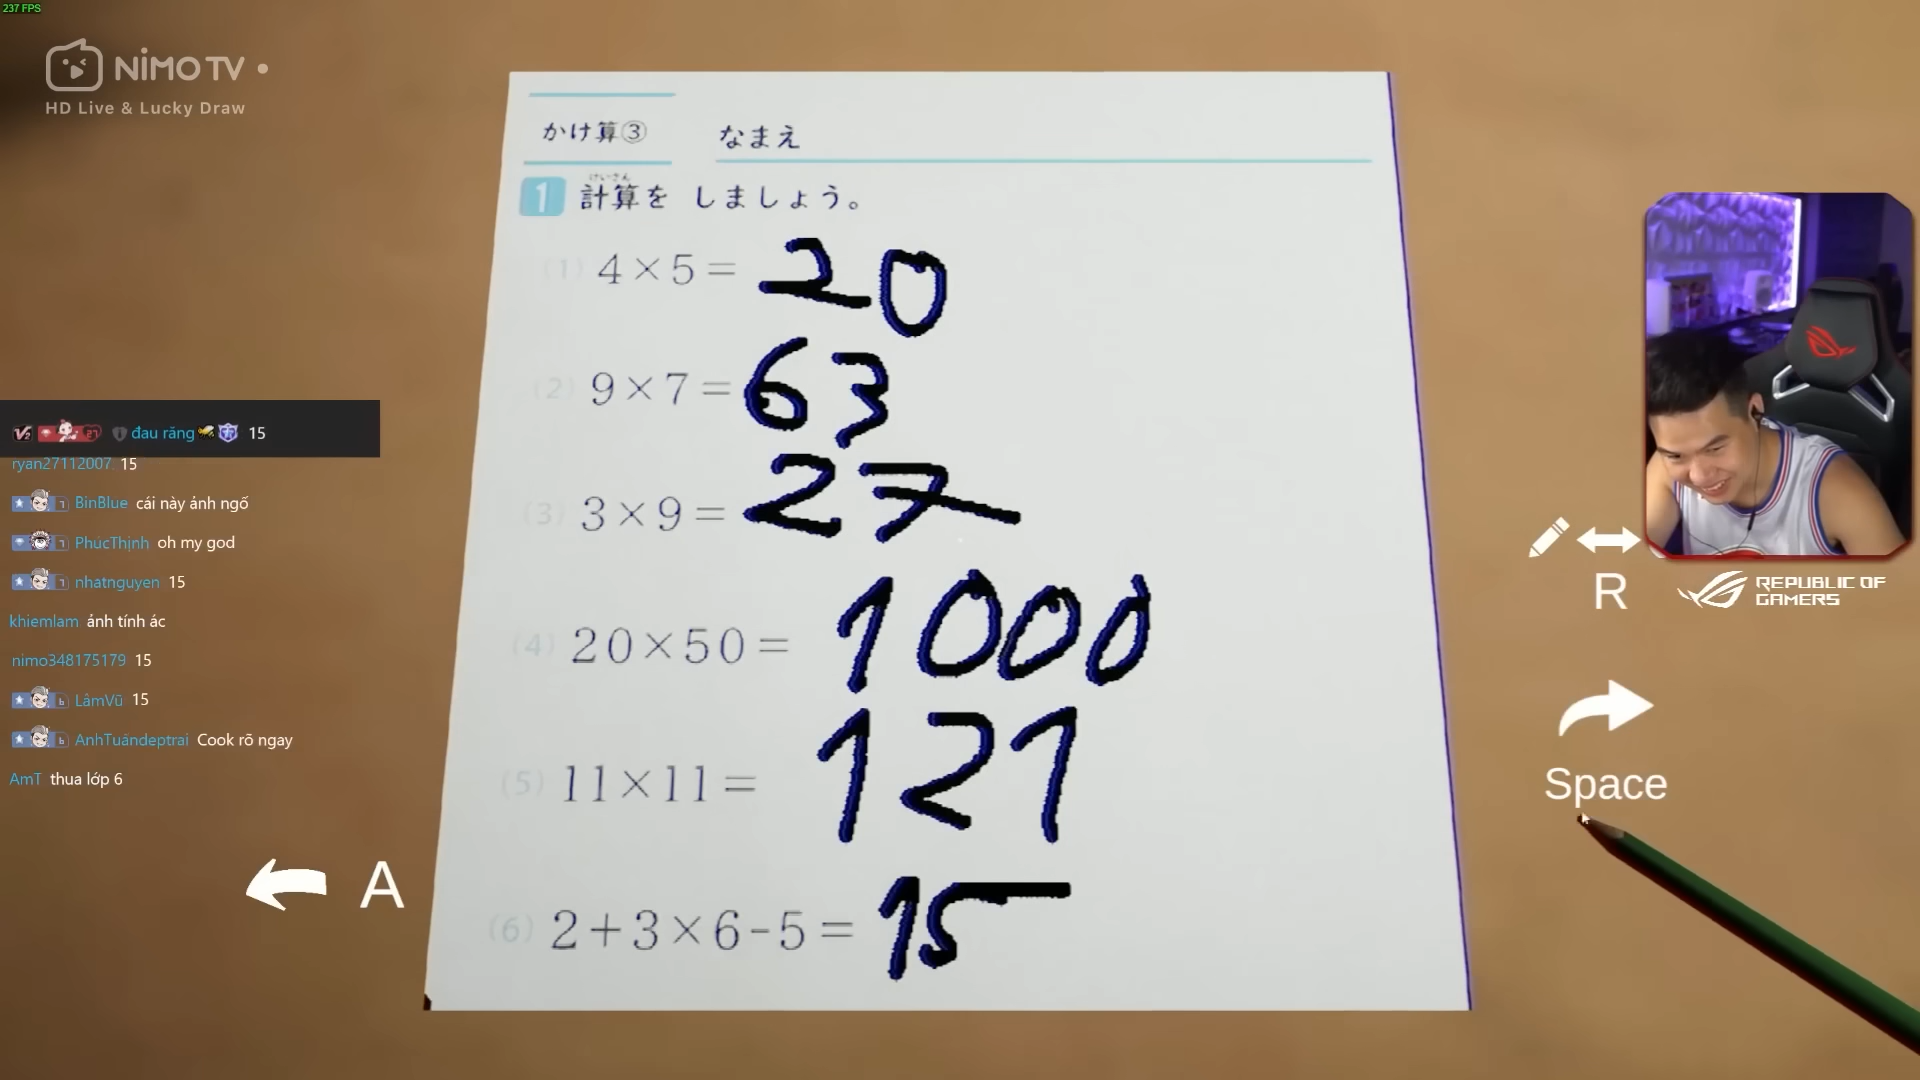 237 FPS
NIMO TV
HD Live & Lucky Draw
かけ算③
なまえ
1 計算を しましょう。
けいさん
(1) 4×5= 20
(2) 9×7= 63
(3) 3×9= 27
(4) 20×50= 1000
(5) 11×11= 121
(6) 2+3×6-5= 15
đau răng 15
ryan27112007 15
BinBlue cái này ảnh ngố
PhúcThịnh oh my god
nhatnguyen 15
khiemlam ảnh tính ác
nimo348175179 15
LâmVũ 15
AnhTuấndeptrai Cook rõ ngay
AmT thua lớp 6
A
R
REPUBLIC OF
GAMERS
Space